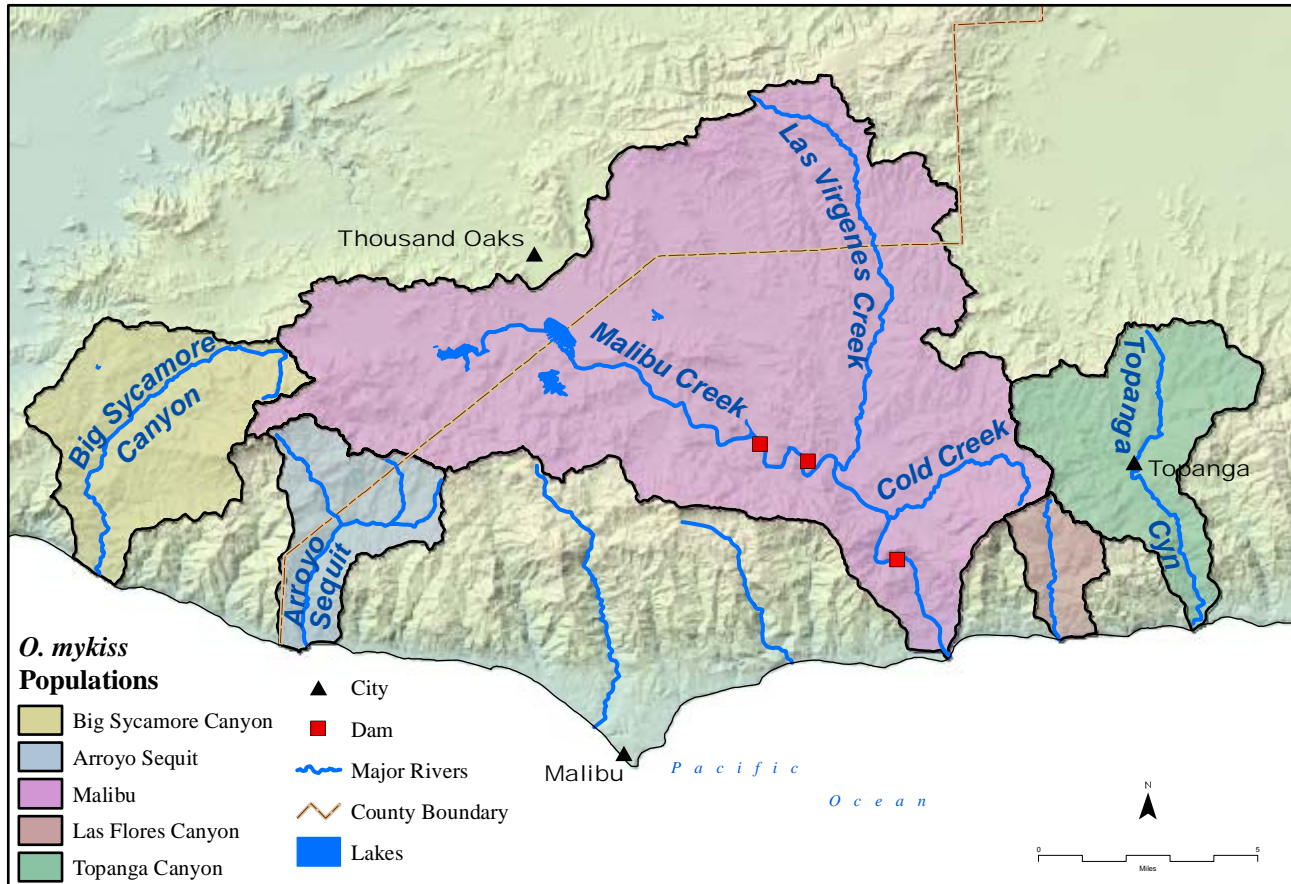 Las Virgenes Creek
Thousand Oaks
Malibu Creek
Big Sycamore
Canyon
Topanga
Cold Creek
Topanga
Cyn
Arroyo
Sequit
O. mykiss
Populations
Big Sycamore Canyon
Arroyo Sequit
Malibu
Las Flores Canyon
Topanga Canyon
City
Dam
Major Rivers
County Boundary
Lakes
Malibu
Pacific
Ocean
N
0 5
Miles